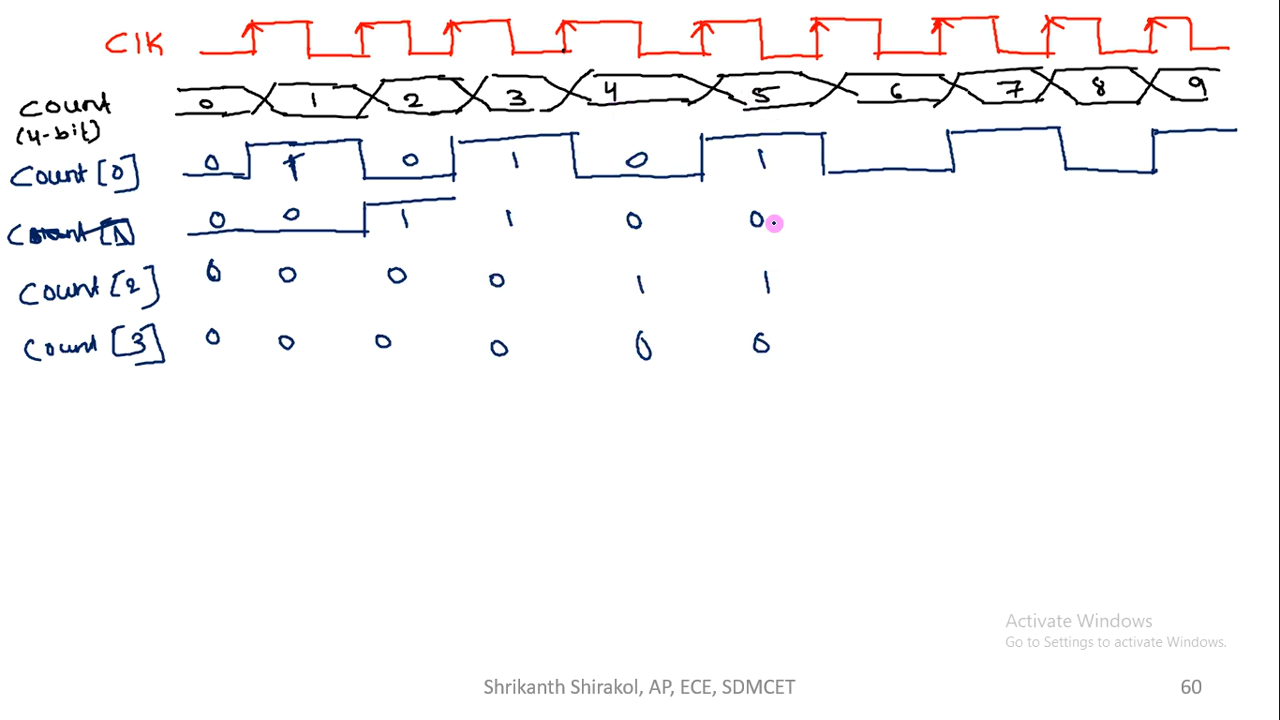 Clk
0 1 2 3 4 5 6 7 8 9
Count
(4-bit)
Count [0] 0 1 0 1 0 1
Count [1] 0 0 1 1 0 0
Count [2] 0 0 0 0 1 1
Count [3] 0 0 0 0 0 0
Activate Windows
Go to Settings to activate Windows.
Shrikanth Shirakol, AP, ECE, SDMCET 60